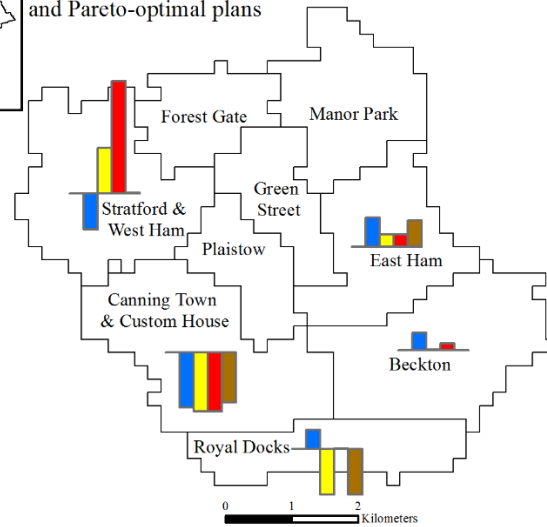 and Pareto-optimal plans
Forest Gate
Manor Park
Green
Street
Stratford &
West Ham
Plaistow
East Ham
Canning Town
& Custom House
Beckton
Royal Docks
0 1 2
Kilometers